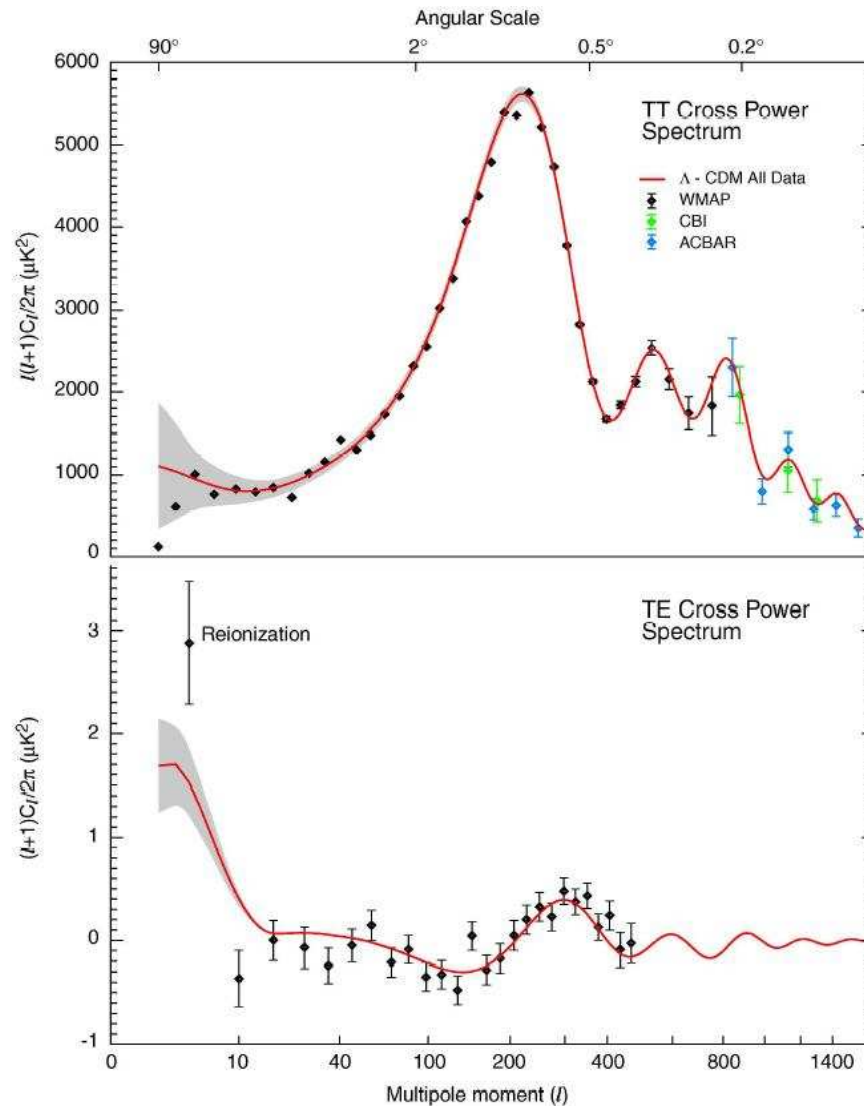 Angular Scale
90° 2° 0.5° 0.2°
6000
5000
4000
3000
2000
1000
0
l(l+1)Cl/2π (μK²)
TT Cross Power
Spectrum
Λ - CDM All Data
WMAP
CBI
ACBAR
3
2
1
0
-1
(l+1)Cl/2π (μK²)
Reionization
TE Cross Power
Spectrum
0 10 40 100 200 400 800 1400
Multipole moment (l)